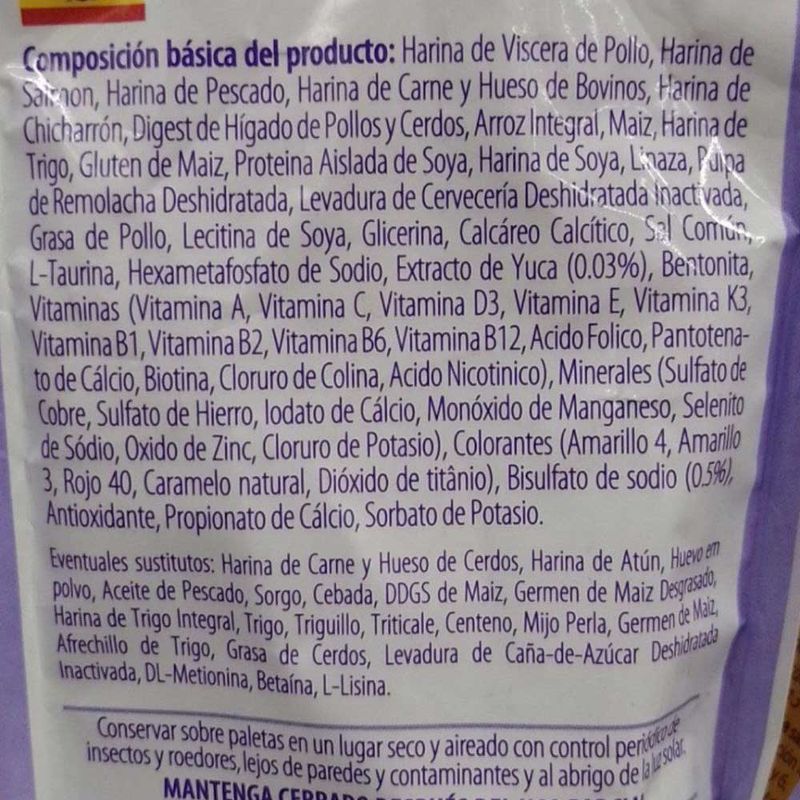 Composición básica del producto: Harina de Viscera de Pollo, Harina de
Salmon, Harina de Pescado, Harina de Carne y Hueso de Bovinos, Harina de
Chicharrón, Digest de Hígado de Pollos y Cerdos, Arroz Integral, Maiz, Harina de
Trigo, Gluten de Maiz, Proteina Aislada de Soya, Harina de Soya, Linaza, Pulpa
de Remolacha Deshidratada, Levadura de Cervecería Deshidratada Inactivada,
Grasa de Pollo, Lecitina de Soya, Glicerina, Calcáreo Calcítico, Sal Común,
L-Taurina, Hexametafosfato de Sodio, Extracto de Yuca (0.03%), Bentonita,
Vitaminas (Vitamina A, Vitamina C, Vitamina D3, Vitamina E, Vitamina K3,
Vitamina B1, Vitamina B2, Vitamina B6, Vitamina B12, Acido Folico, Pantotena-
to de Cálcio, Biotina, Cloruro de Colina, Acido Nicotinico), Minerales (Sulfato de
Cobre, Sulfato de Hierro, Iodato de Cálcio, Monóxido de Manganeso, Selenito
de Sódio, Oxido de Zinc, Cloruro de Potasio), Colorantes (Amarillo 4, Amarillo
3, Rojo 40, Caramelo natural, Dióxido de titânio), Bisulfato de sodio (0.5%),
Antioxidante, Propionato de Cálcio, Sorbato de Potasio.
Eventuales sustitutos: Harina de Carne y Hueso de Cerdos, Harina de Atún, Huevo em
polvo, Aceite de Pescado, Sorgo, Cebada, DDGS de Maiz, Germen de Maiz Desgrasado,
Harina de Trigo Integral, Trigo, Triguillo, Triticale, Centeno, Mijo Perla, Germen de Maiz,
Afrechillo de Trigo, Grasa de Cerdos, Levadura de Caña-de-Azúcar Deshidratada
Inactivada, DL-Metionina, Betaína, L-Lisina.
Conservar sobre paletas en un lugar seco y aireado con control periódico de
insectos y roedores, lejos de paredes y contaminantes y al abrigo de la luz solar.
MANTENGA CERRADO